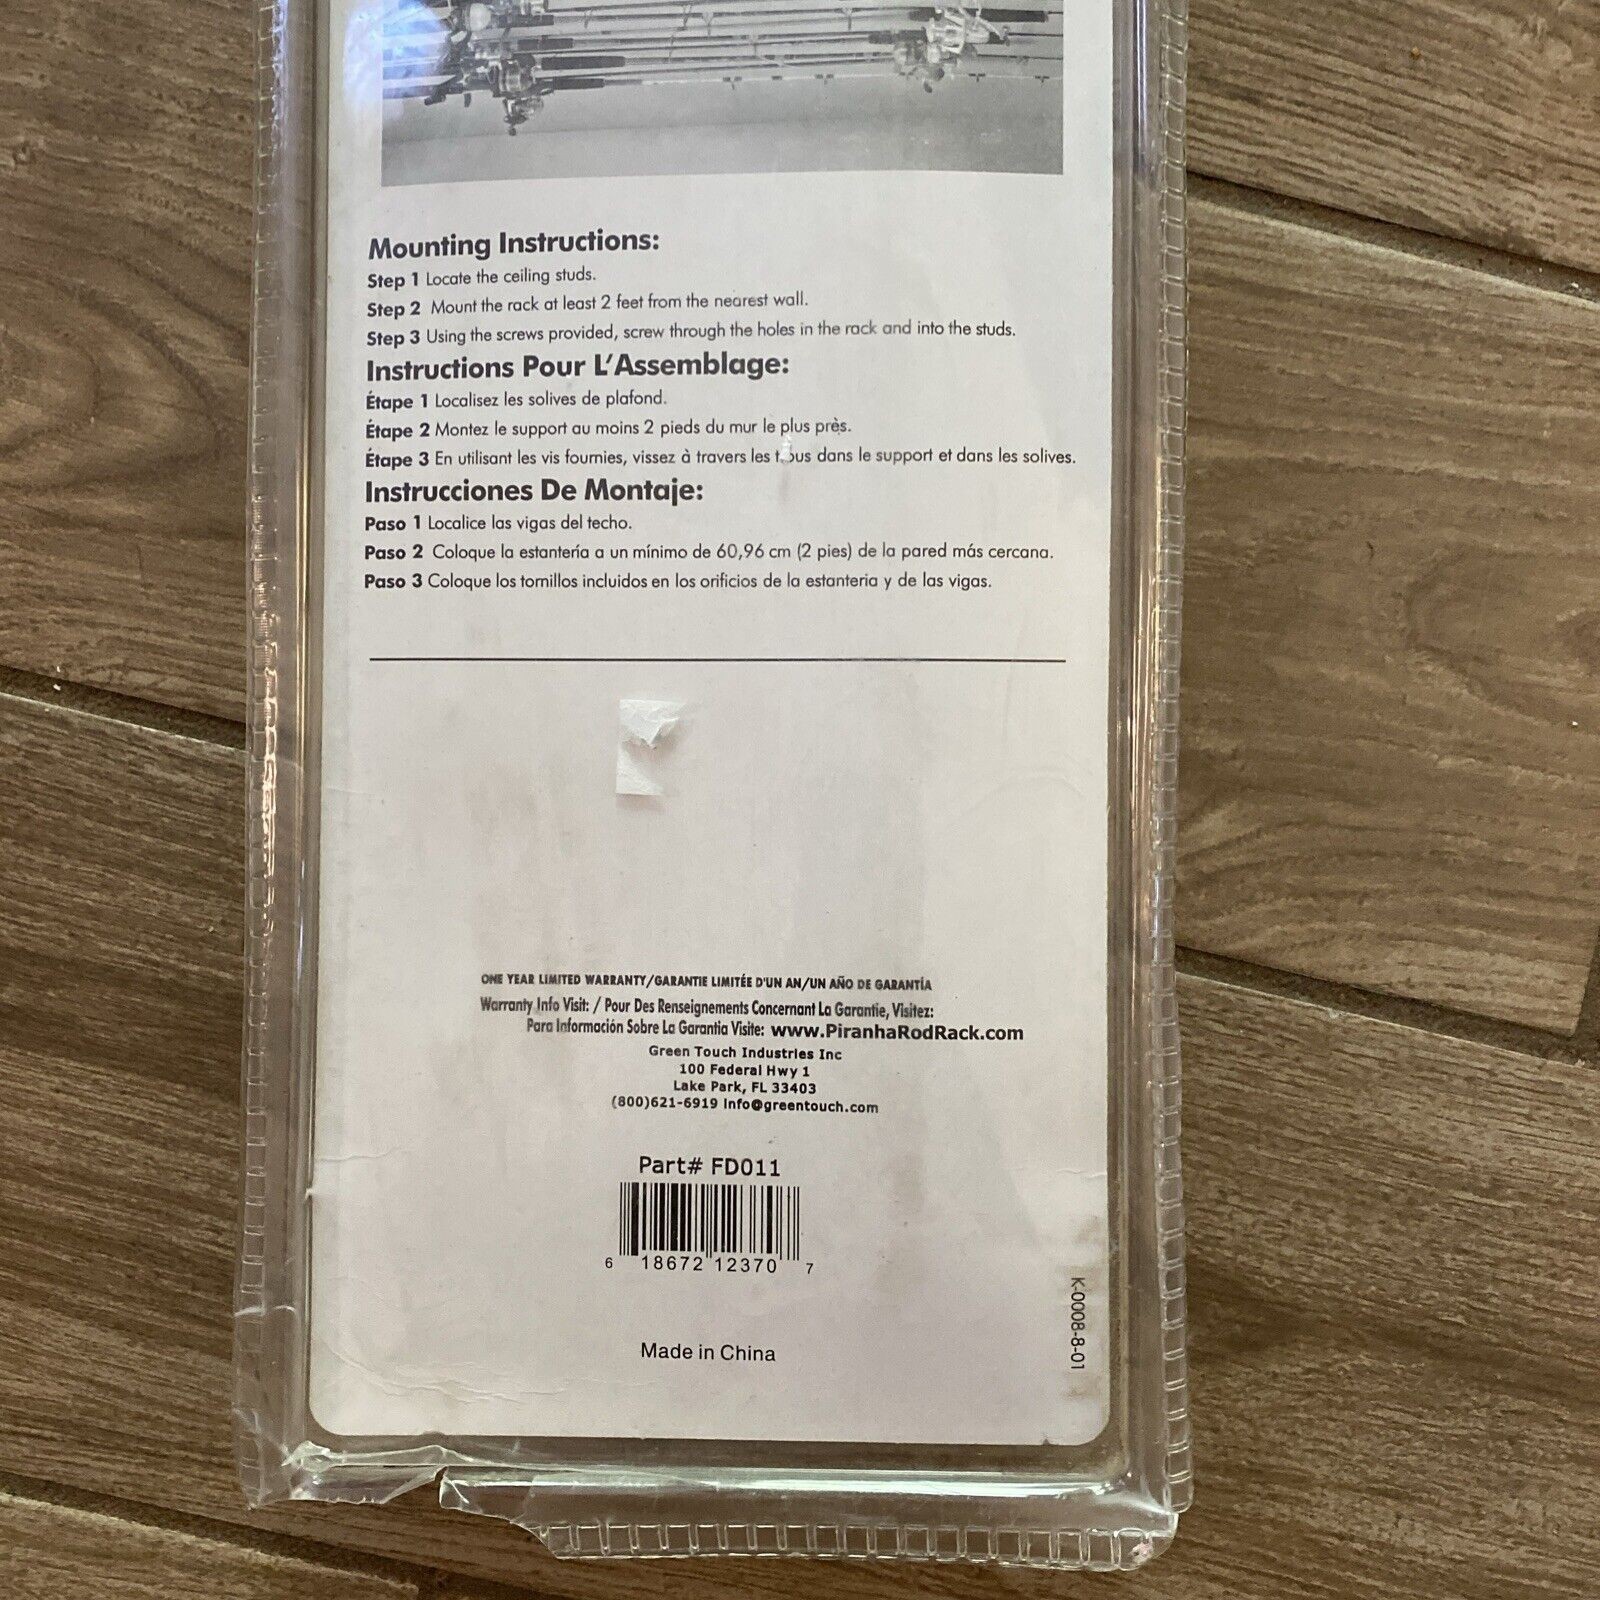 Mounting Instructions:
Step 1 Locate the ceiling studs.
Step 2 Mount the rack at least 2 feet from the nearest wall.
Step 3 Using the screws provided, screw through the holes in the rack and into the studs.
Instructions Pour L'Assemblage:
Étape 1 Localisez les solives de plafond.
Étape 2 Montez le support au moins 2 pieds du mur le plus près.
Étape 3 En utilisant les vis fournies, vissez à travers les dans le support et dans les solives.
Instrucciones De Montaje:
Paso 1 Localice las vigas del techo.
Paso 2 Coloque la estantería a un mínimo de 60,96 cm (2 pies) de la pared más cercana.
Paso 3 Coloque los tornillos incluidos en los orificios de la estanteria y de las vigas.
ONE YEAR LIMITED WARRANTY/GARANTIE LIMITÉE D'UN AN/UN AÑO DE GARANTÍA
Warranty Info Visit: / Pour Des Renseignements Concernant La Garantie, Visitez:
Para Información Sobre La Garantia Visite: www.PiranhaRodRack.com
Green Touch Industries Inc
100 Federal Hwy 1
Lake Park, FL 33403
(800)621-6919 Info@greentouch.com
Part# FD011
6 18672 12370 7
Made in China
K-0008-8-01